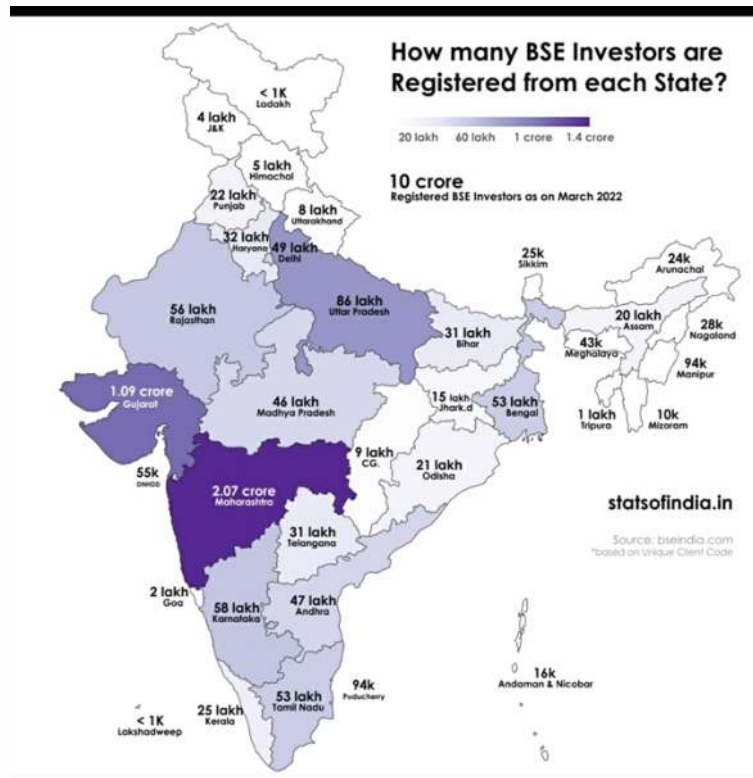 How many BSE Investors are
Registered from each State?
20 lakh 60 lakh 1 crore 1.4 crore
10 crore
Registered BSE Investors as on March 2022
< 1K
Ladakh
4 lakh
J&K
5 lakh
Himachal
22 lakh
Punjab
8 lakh
Uttarakhand
32 lakh
Haryana
49 lakh
Delhi
25k
Sikkim
24k
Arunachal
56 lakh
Rajasthan
86 lakh
Uttar Pradesh
31 lakh
Bihar
20 lakh
Assam
28k
Nagaland
43k
Meghalaya
94k
Manipur
1.09 crore
Gujarat
46 lakh
Madhya Pradesh
15 lakh
Jhark.d
53 lakh
Bengal
1 lakh
Tripura
10k
Mizoram
55k
DNHDD
2.07 crore
Maharashtra
9 lakh
CG.
21 lakh
Odisha
statsofindia.in
31 lakh
Telangana
Source: bseindia.com
*based on Unique Client Code
2 lakh
Goa
58 lakh
Karnataka
47 lakh
Andhra
16k
Andaman & Nicobar
94k
Puducherry
53 lakh
Tamil Nadu
25 lakh
Kerala
< 1K
Lakshadweep